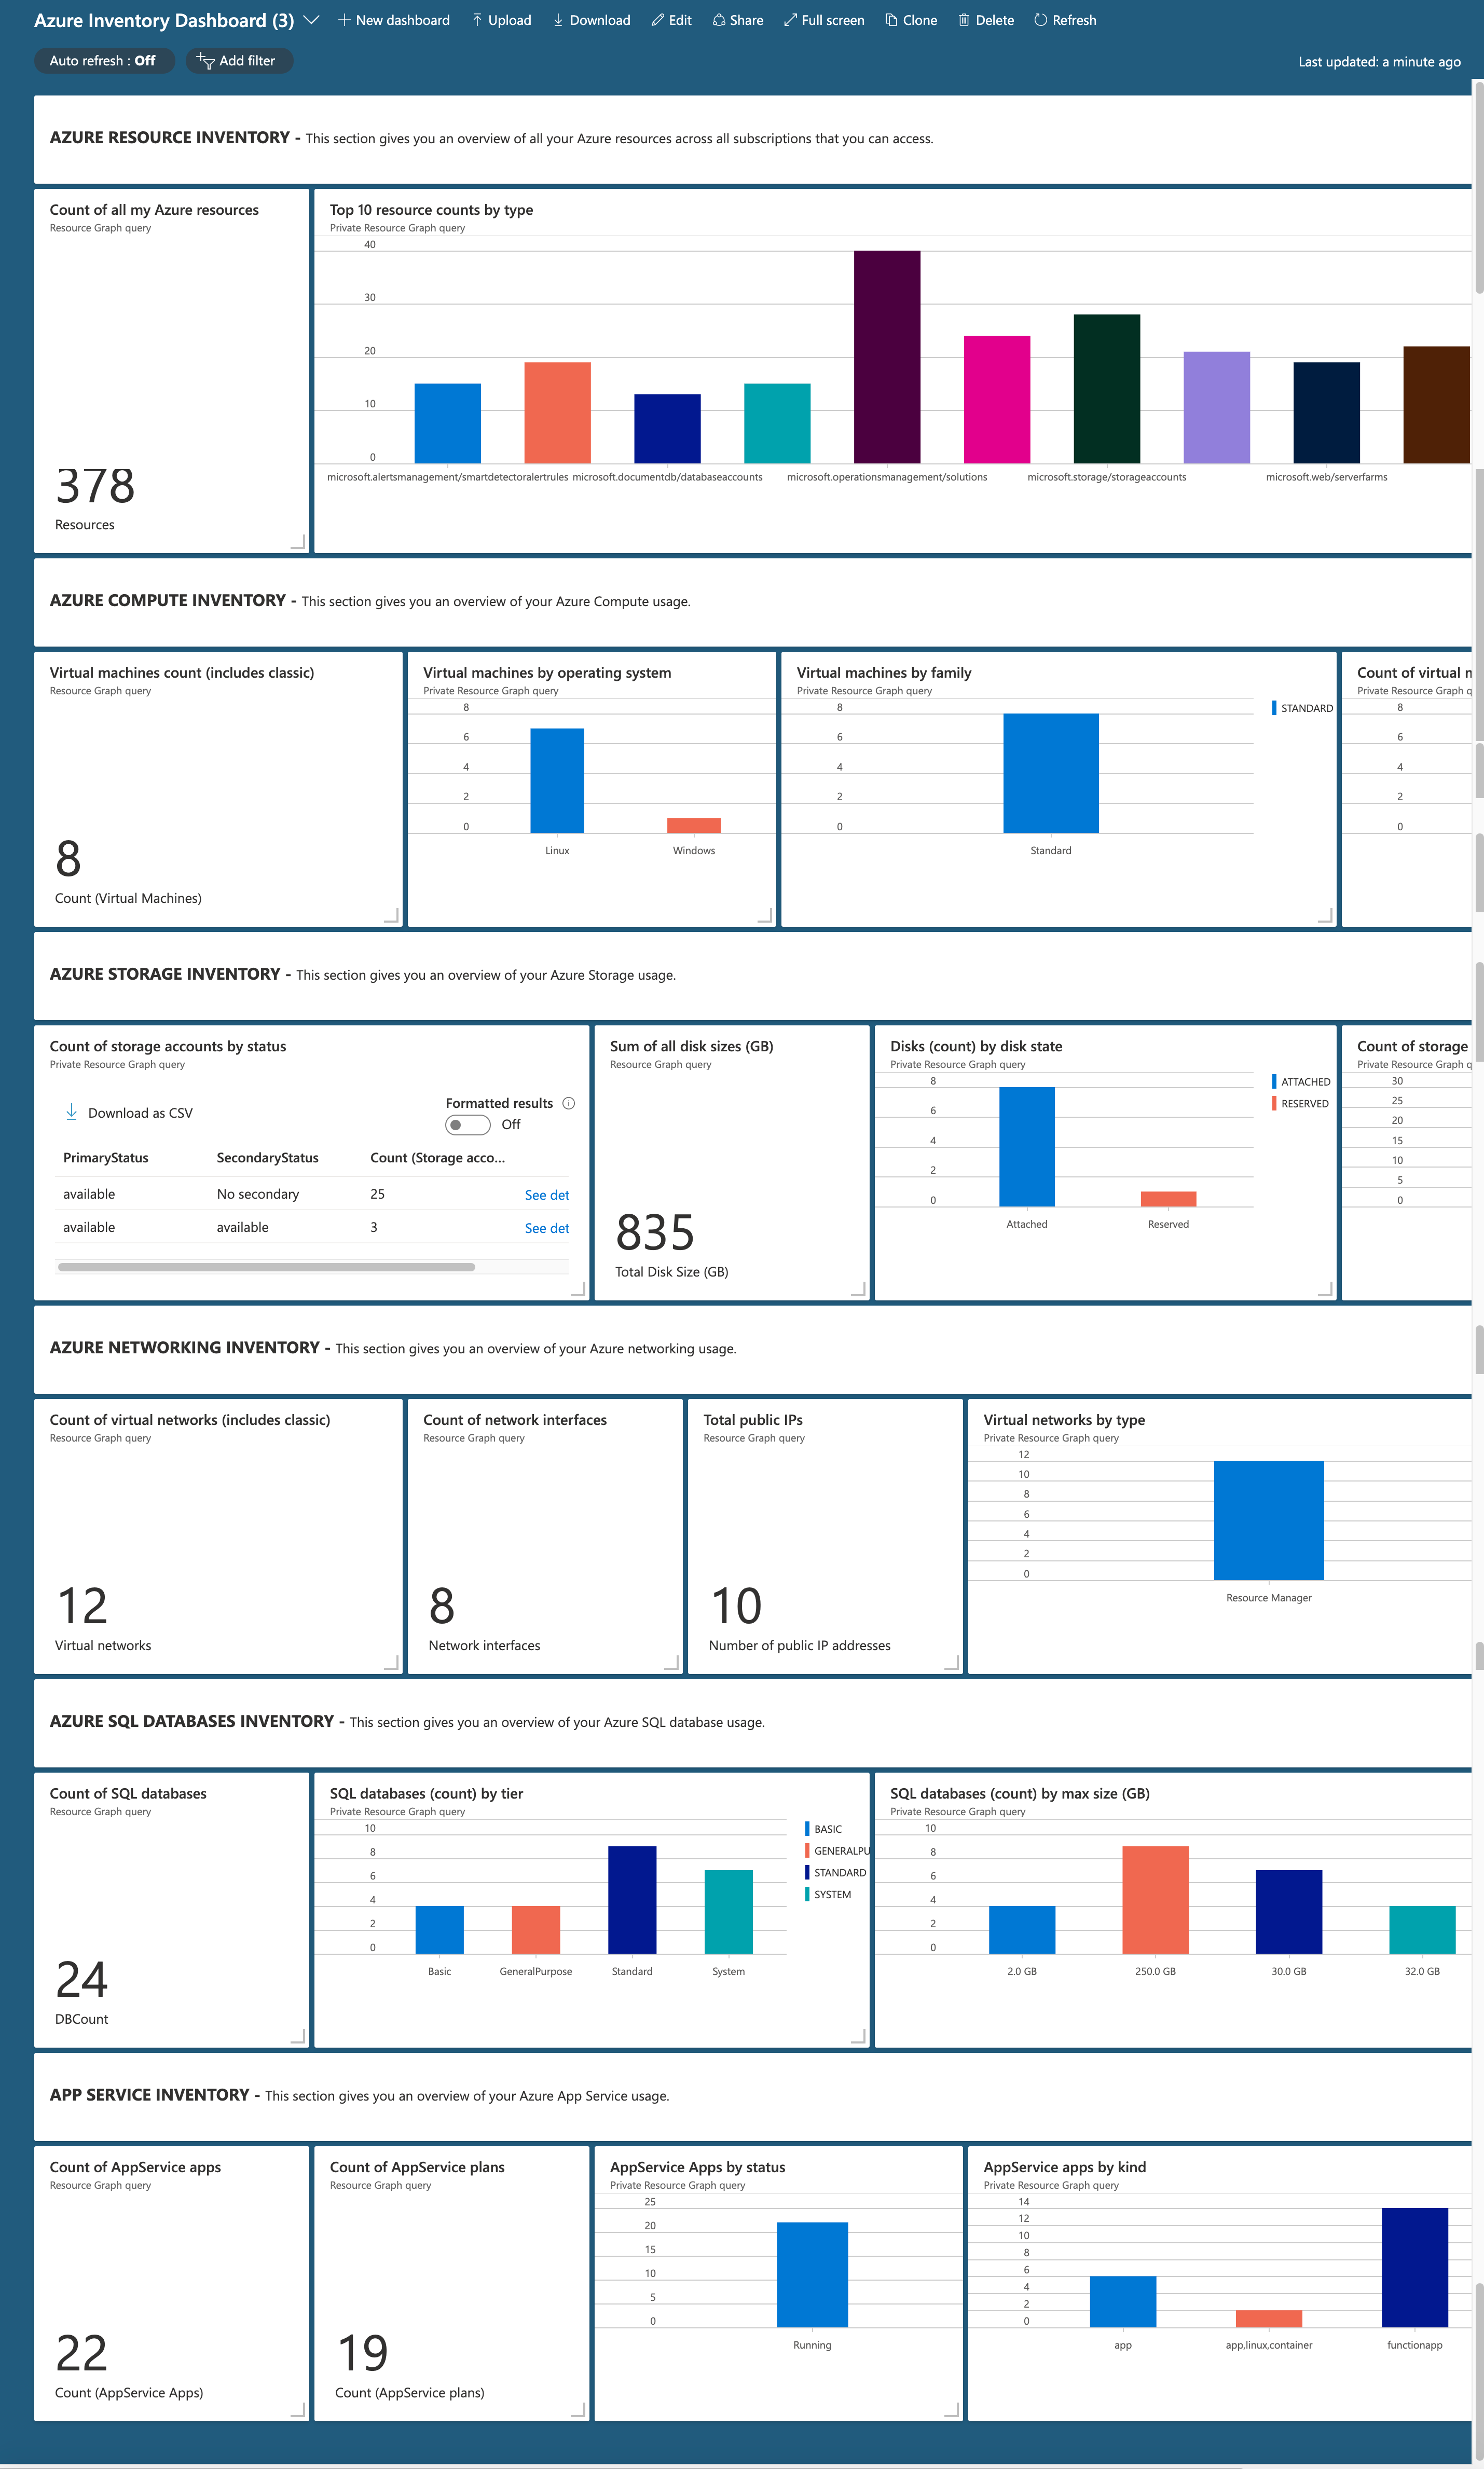 Azure Inventory Dashboard (3)
New dashboard
Upload
Download
Edit
Share
Full screen
Clone
Delete
Refresh
Auto refresh : Off
Add filter
Last updated: a minute ago
AZURE RESOURCE INVENTORY - This section gives you an overview of all your Azure resources across all subscriptions that you can access.
Count of all my Azure resources
Resource Graph query
378
Resources
Top 10 resource counts by type
Private Resource Graph query
40
30
20
10
0
microsoft.alertsmanagement/smartdetectoralertrules
microsoft.documentdb/databaseaccounts
microsoft.operationsmanagement/solutions
microsoft.storage/storageaccounts
microsoft.web/serverfarms
AZURE COMPUTE INVENTORY - This section gives you an overview of your Azure Compute usage.
Virtual machines count (includes classic)
Resource Graph query
8
Count (Virtual Machines)
Virtual machines by operating system
Private Resource Graph query
8
6
4
2
0
Linux
Windows
Virtual machines by family
Private Resource Graph query
8
6
4
2
0
Standard
STANDARD
Count of virtual
Private Resource Graph
8
6
4
2
0
AZURE STORAGE INVENTORY - This section gives you an overview of your Azure Storage usage.
Count of storage accounts by status
Private Resource Graph query
Download as CSV
Formatted results
Off
PrimaryStatus SecondaryStatus Count (Storage acco...
available No secondary 25 See det
available available 3 See det
Sum of all disk sizes (GB)
Resource Graph query
835
Total Disk Size (GB)
Disks (count) by disk state
Private Resource Graph query
8
6
4
2
0
Attached
Reserved
ATTACHED
RESERVED
Count of storage
Private Resource Graph
30
25
20
15
10
5
0
AZURE NETWORKING INVENTORY - This section gives you an overview of your Azure networking usage.
Count of virtual networks (includes classic)
Resource Graph query
12
Virtual networks
Count of network interfaces
Resource Graph query
8
Network interfaces
Total public IPs
Resource Graph query
10
Number of public IP addresses
Virtual networks by type
Private Resource Graph query
12
10
8
6
4
2
0
Resource Manager
AZURE SQL DATABASES INVENTORY - This section gives you an overview of your Azure SQL database usage.
Count of SQL databases
Resource Graph query
24
DBCount
SQL databases (count) by tier
Private Resource Graph query
10
8
6
4
2
0
Basic
GeneralPurpose
Standard
System
BASIC
GENERALPU
STANDARD
SYSTEM
SQL databases (count) by max size (GB)
Private Resource Graph query
10
8
6
4
2
0
2.0 GB
250.0 GB
30.0 GB
32.0 GB
APP SERVICE INVENTORY - This section gives you an overview of your Azure App Service usage.
Count of AppService apps
Resource Graph query
22
Count (AppService Apps)
Count of AppService plans
Resource Graph query
19
Count (AppService plans)
AppService Apps by status
Private Resource Graph query
25
20
15
10
5
0
Running
AppService apps by kind
Private Resource Graph query
14
12
10
8
6
4
2
0
app
app,linux,container
functionapp